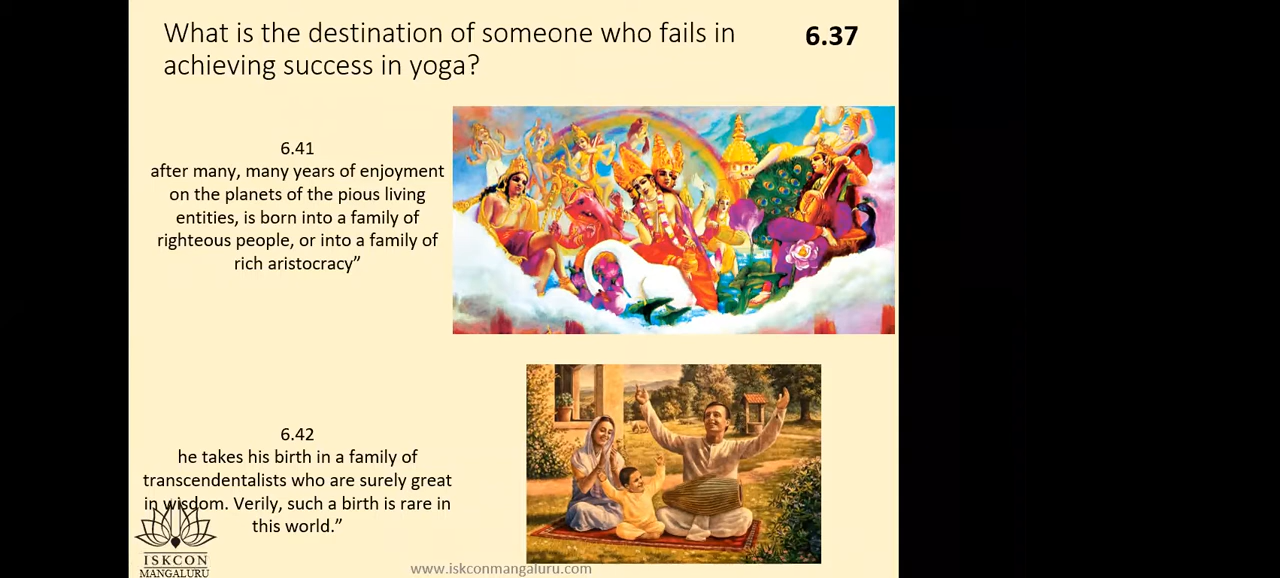 What is the destination of someone who fails in
achieving success in yoga?
6.37
6.41
after many, many years of enjoyment
on the planets of the pious living
entities, is born into a family of
righteous people, or into a family of
rich aristocracy”
6.42
he takes his birth in a family of
transcendentalists who are surely great
in wisdom. Verily, such a birth is rare in
this world.”
ISKCON
MANGALURU
www.iskconmangaluru.com